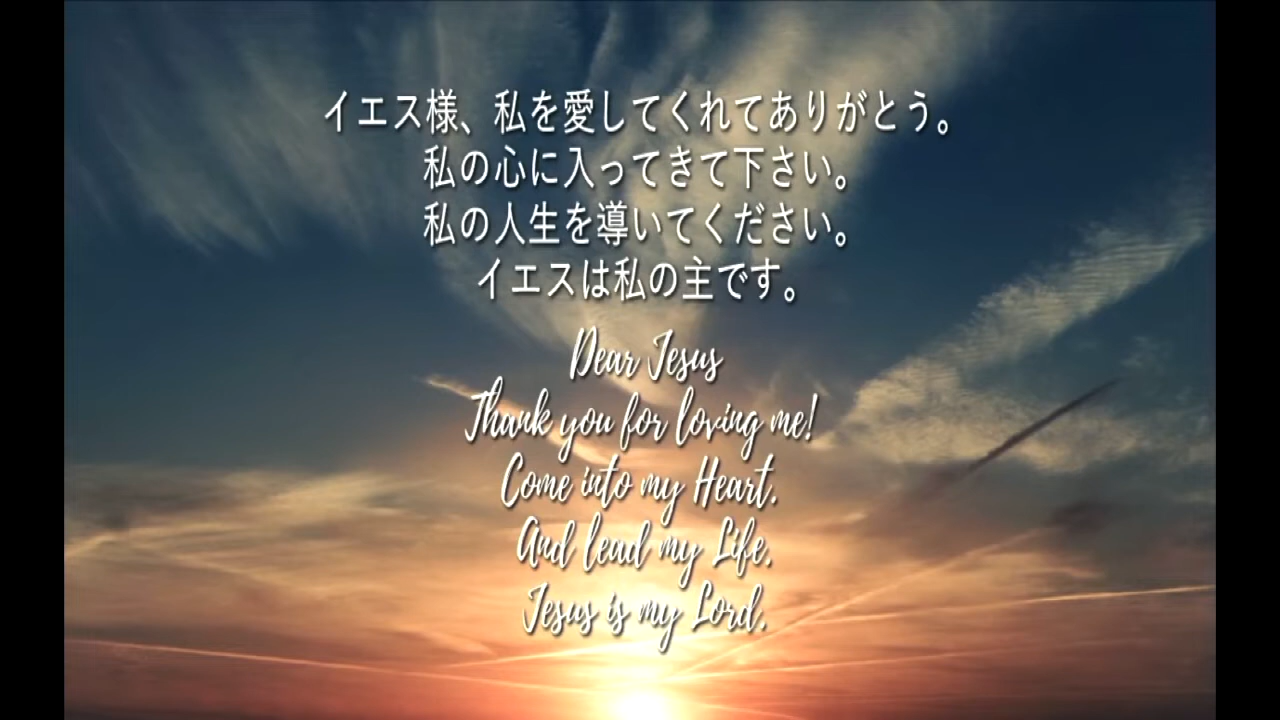 イエス様、私を愛してくれてありがとう。
私の心に入ってきて下さい。
私の人生を導いてください。
イエスは私の主です。
Dear Jesus
Thank you for loving me!
Come into my Heart.
And lead my Life.
Jesus is my Lord.